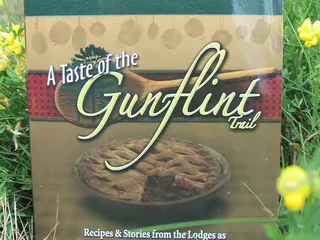 A Taste of the
Gunflint
Trail
Recipes & Stories from the Lodges as